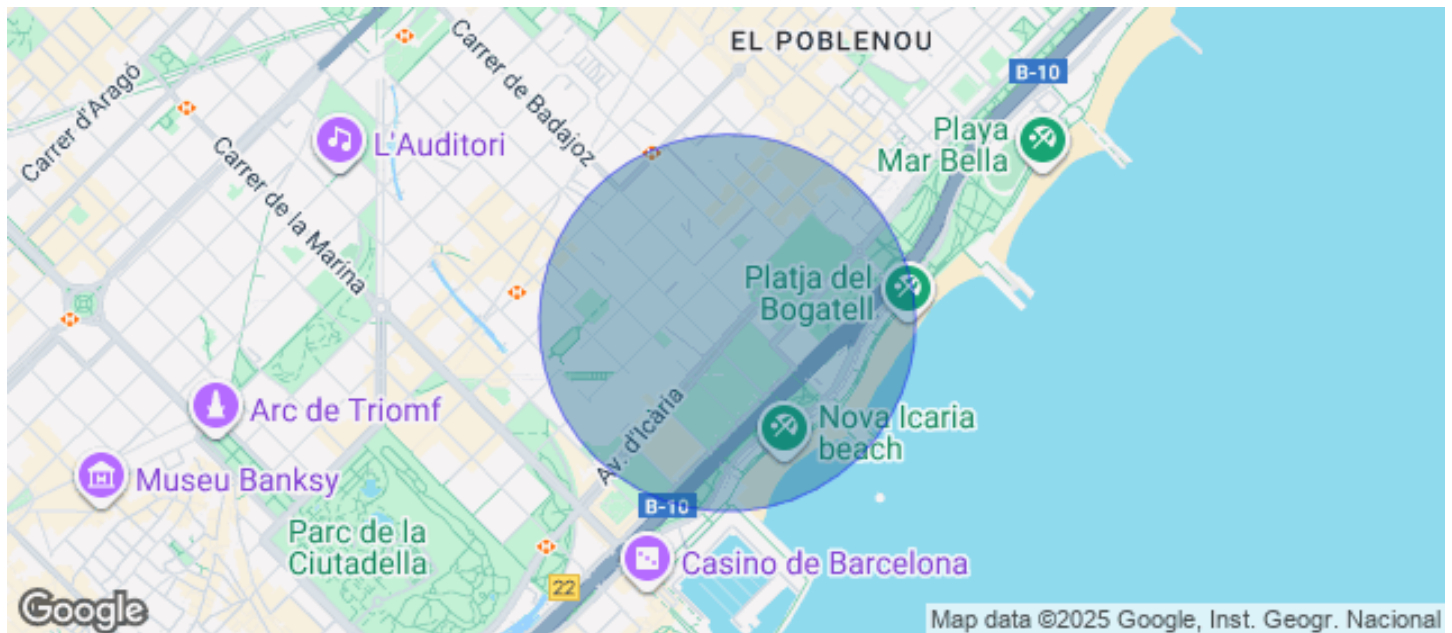 EL POBLENOU
B-10
Carrer d'Aragó
Carrer de Badajoz
L'Auditori
Playa
Mar Bella
Carrer de la Marina
Platja del
Bogatell
Arc de Triomf
Av. d'Icària
Nova Icaria
beach
Museu Banksy
B-10
Parc de la
Ciutadella
Casino de Barcelona
22
Google
Map data ©2025 Google, Inst. Geogr. Nacional